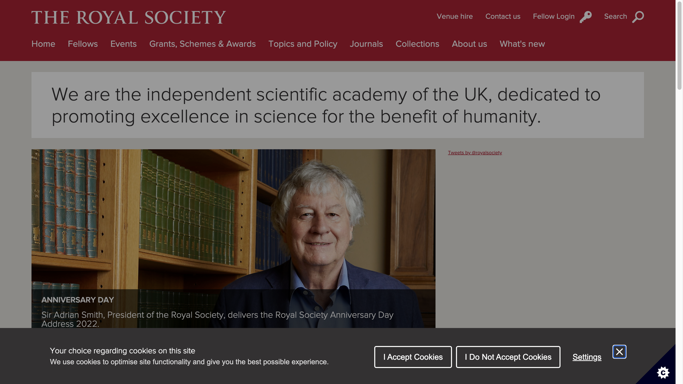 THE ROYAL SOCIETY
Venue hire Contact us Fellow Login Search
Home Fellows Events Grants, Schemes & Awards Topics and Policy Journals Collections About us What's new
We are the independent scientific academy of the UK, dedicated to
promoting excellence in science for the benefit of humanity.
Tweets by @royalsociety
ANNIVERSARY DAY
Sir Adrian Smith, President of the Royal Society, delivers the Royal Society Anniversary Day
Address 2022.
Your choice regarding cookies on this site
We use cookies to optimise site functionality and give you the best possible experience.
I Accept Cookies I Do Not Accept Cookies Settings